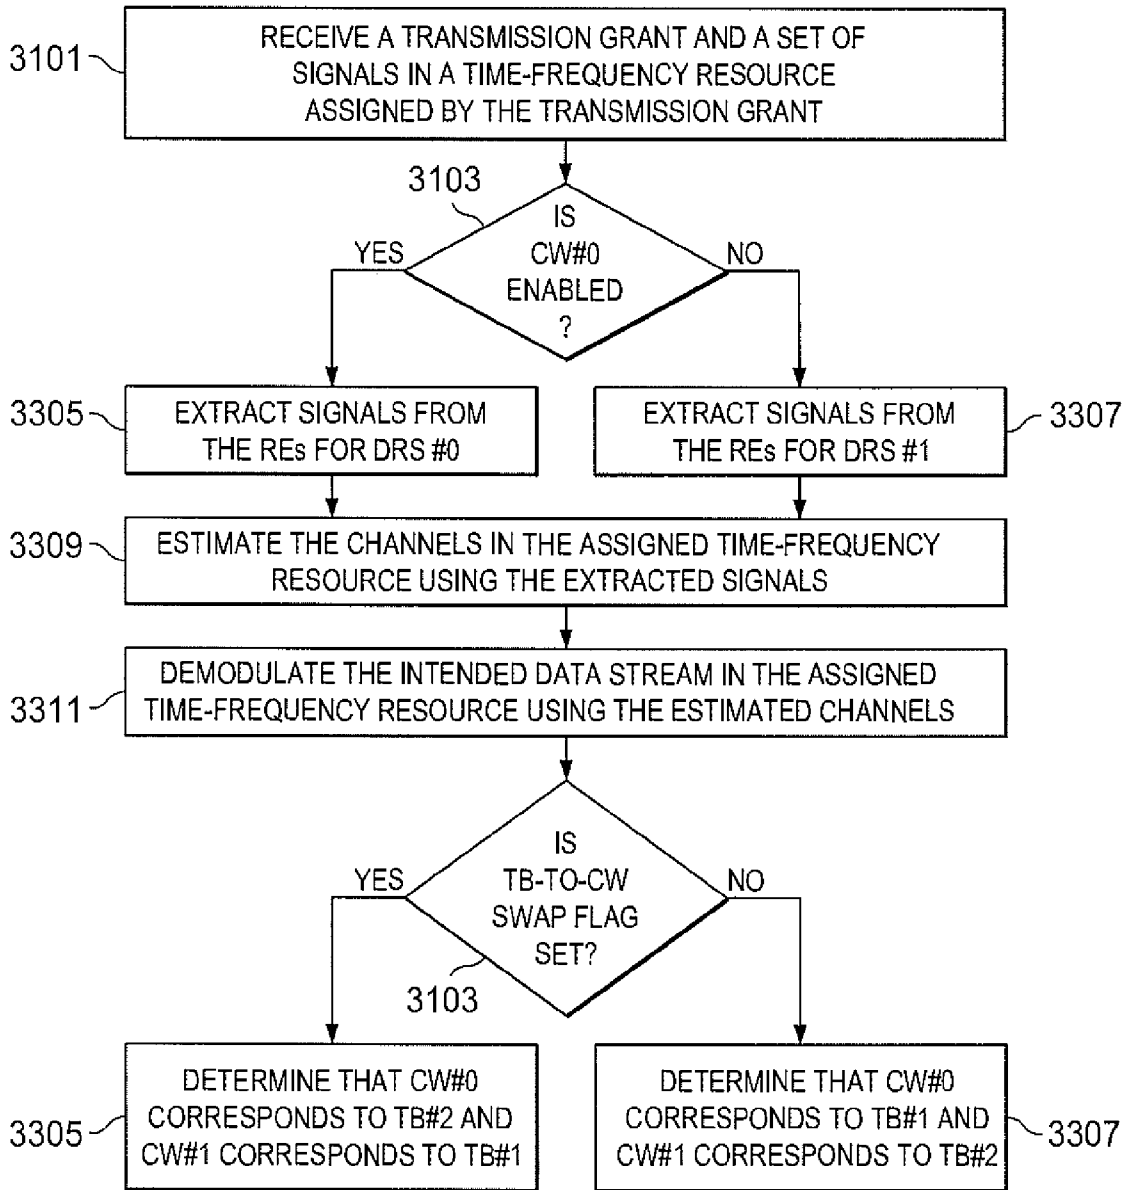 3101
RECEIVE A TRANSMISSION GRANT AND A SET OF
SIGNALS IN A TIME-FREQUENCY RESOURCE
ASSIGNED BY THE TRANSMISSION GRANT
3103
YES
IS
CW#0
ENABLED
?
NO
3305
EXTRACT SIGNALS FROM
THE REs FOR DRS #0
EXTRACT SIGNALS FROM
THE REs FOR DRS #1
3307
3309
ESTIMATE THE CHANNELS IN THE ASSIGNED TIME-FREQUENCY
RESOURCE USING THE EXTRACTED SIGNALS
3311
DEMODULATE THE INTENDED DATA STREAM IN THE ASSIGNED
TIME-FREQUENCY RESOURCE USING THE ESTIMATED CHANNELS
YES
IS
TB-TO-CW
SWAP FLAG
SET?
NO
3103
3305
DETERMINE THAT CW#0
CORRESPONDS TO TB#2 AND
CW#1 CORRESPONDS TO TB#1
DETERMINE THAT CW#0
CORRESPONDS TO TB#1 AND
CW#1 CORRESPONDS TO TB#2
3307